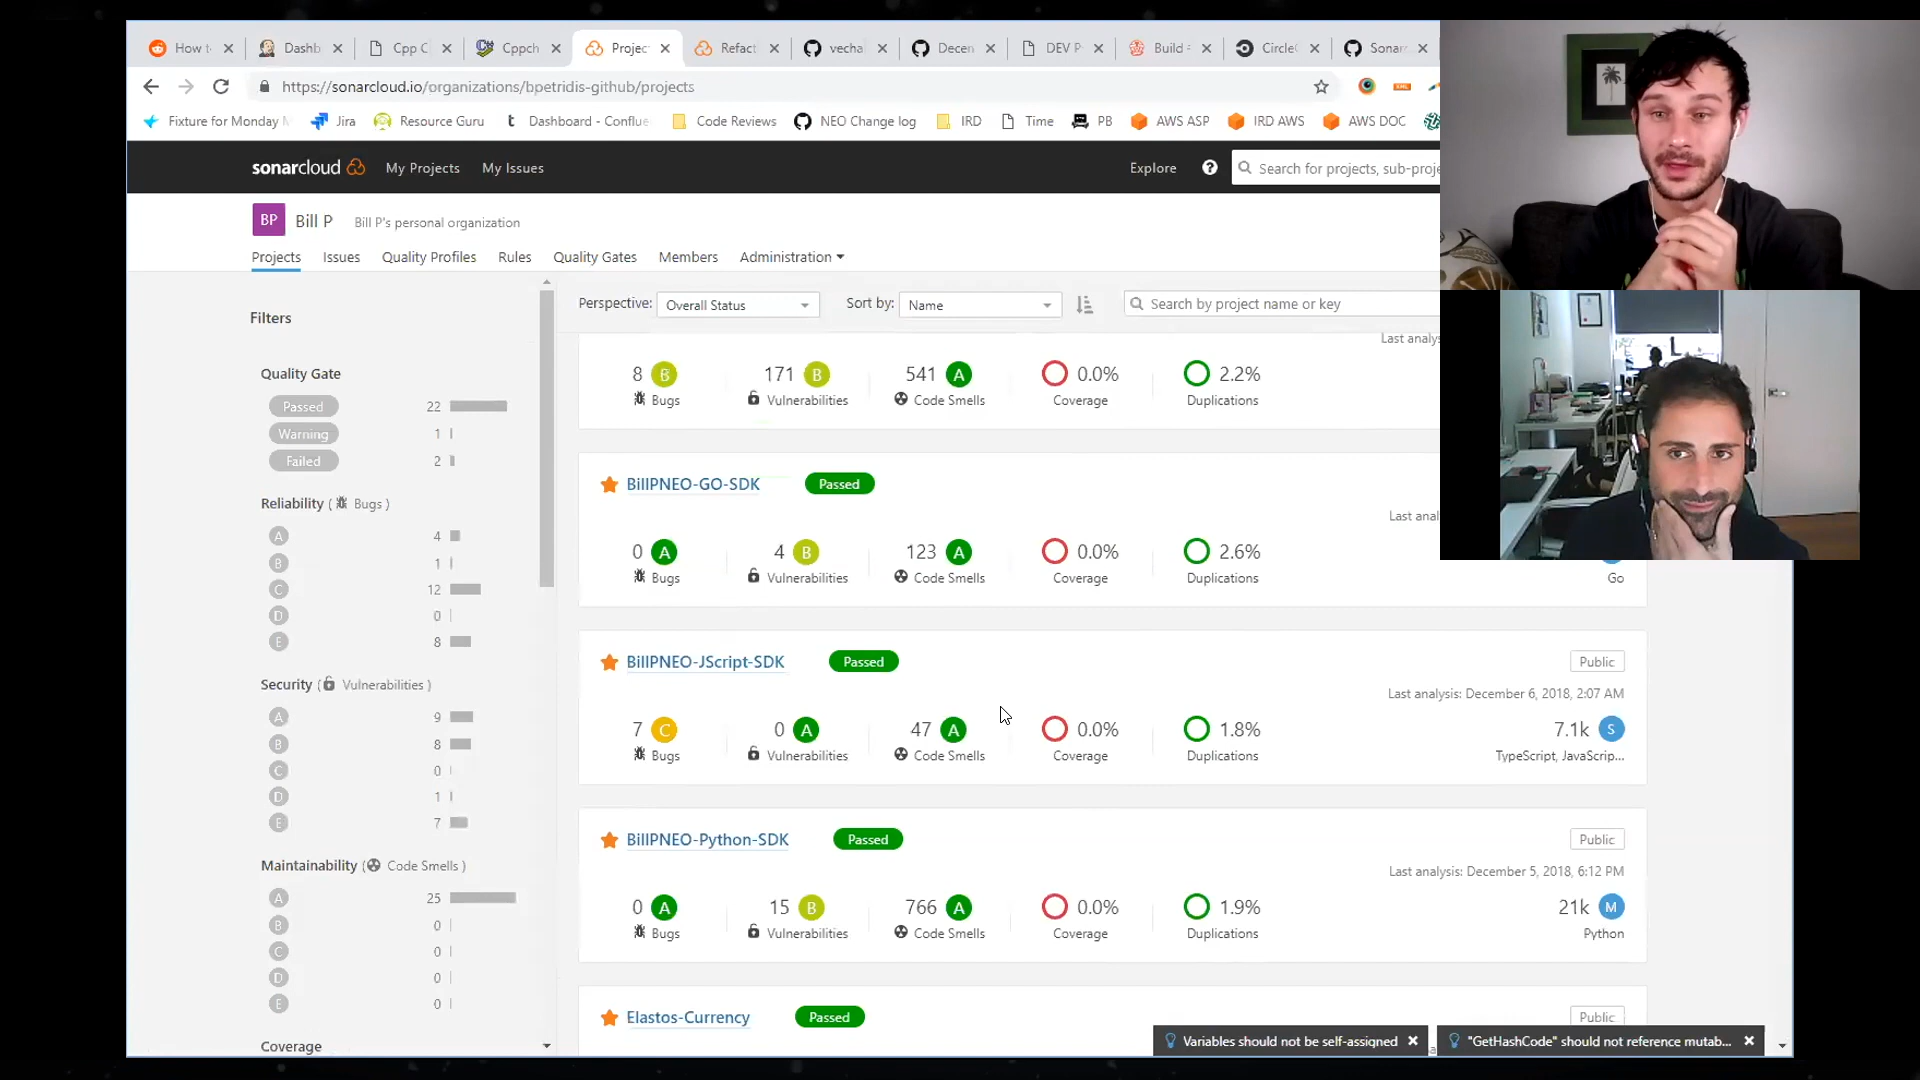 How t
Dashb
Cpp C
Cppch
Projec
Refact
vechai
Decen
DEV P
Build
CircleC
Sonar
https://sonarcloud.io/organizations/bpetridis-github/projects
Fixture for Monday
Jira
Resource Guru
Dashboard - Conflue
Code Reviews
NEO Change log
IRD
Time
PB
AWS ASP
IRD AWS
AWS DOC
sonarcloud
My Projects
My Issues
Explore
Search for projects, sub-proje
BP
Bill P
Bill P's personal organization
Projects
Issues
Quality Profiles
Rules
Quality Gates
Members
Administration
Filters
Perspective:
Overall Status
Sort by:
Name
Search by project name or key
Quality Gate
Passed 22
Warning 1
Failed 2
Reliability ( Bugs )
A 4
B 1
C 12
D 0
E 8
Security ( Vulnerabilities )
A 9
B 8
C 0
D 1
E 7
Maintainability ( Code Smells )
A 25
B 0
C 0
D 0
E 0
Coverage
Last analys
8 B 171 B 541 A 0.0% 2.2%
Bugs Vulnerabilities Code Smells Coverage Duplications
BillPNEO-GO-SDK Passed
Last anal
0 A 4 B 123 A 0.0% 2.6%
Bugs Vulnerabilities Code Smells Coverage Duplications Go
BillPNEO-JScript-SDK Passed Public
Last analysis: December 6, 2018, 2:07 AM
7 C 0 A 47 A 0.0% 1.8% 7.1k S
Bugs Vulnerabilities Code Smells Coverage Duplications TypeScript, JavaScrip...
BillPNEO-Python-SDK Passed Public
Last analysis: December 5, 2018, 6:12 PM
0 A 15 B 766 A 0.0% 1.9% 21k M
Bugs Vulnerabilities Code Smells Coverage Duplications Python
Elastos-Currency Passed Public
Variables should not be self-assigned
"GetHashCode" should not reference mutab...